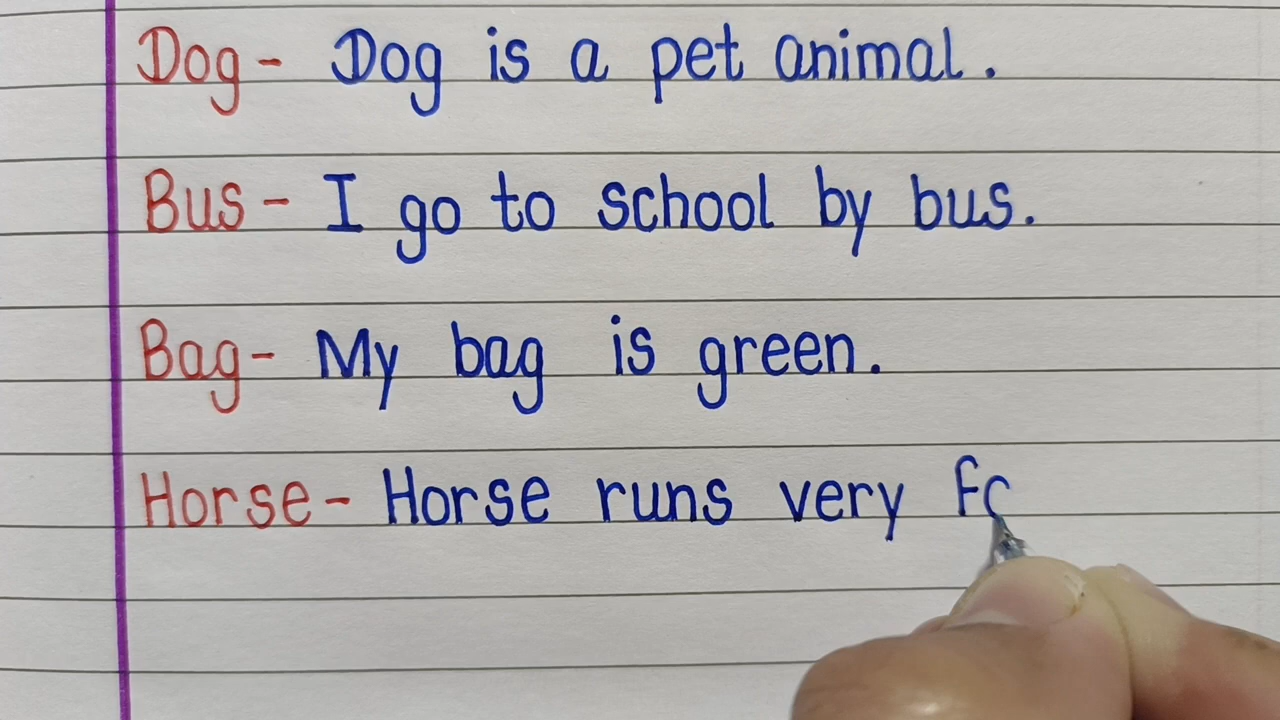 Dog - Dog is a pet animal.
Bus - I go to school by bus.
Bag - My bag is green.
Horse - Horse runs very